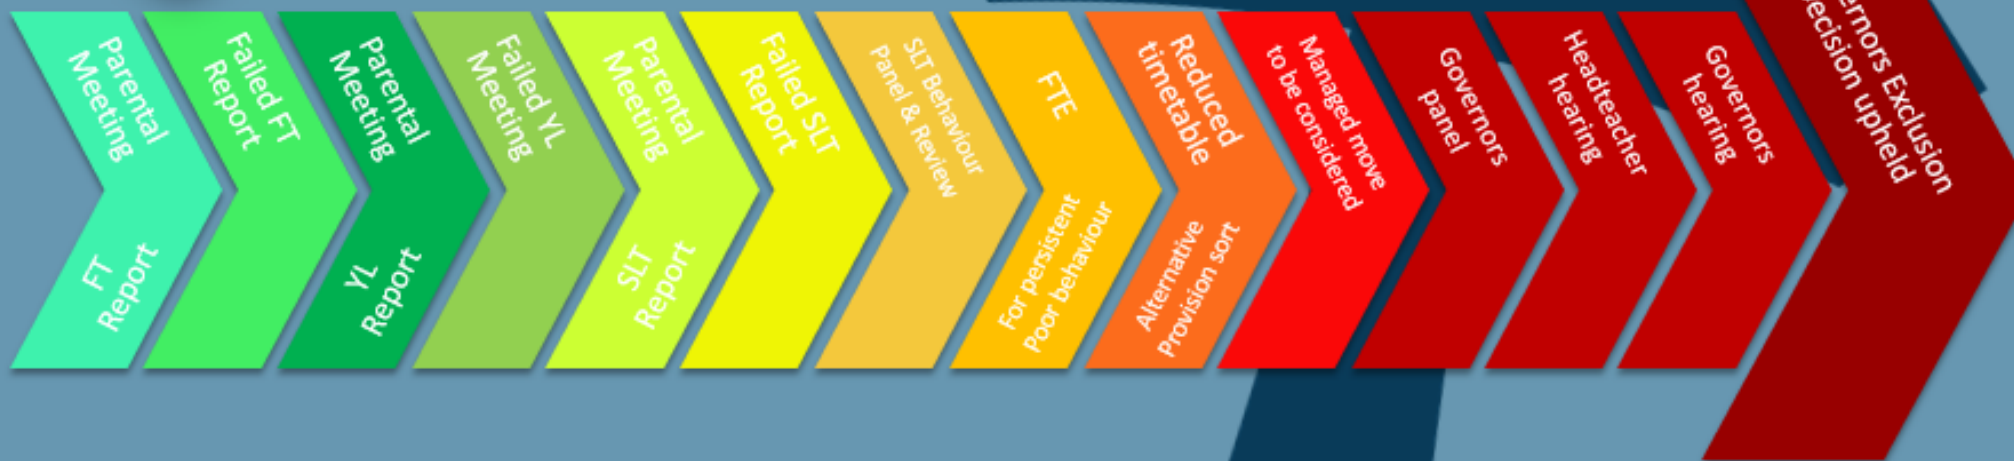 Parental
Meeting
FT
Report
Failed FT
Report
Parental
Meeting
YL
Report
Failed YL
Meeting
Parental
Meeting
SLT
Report
Failed SLT
Report
SLT Behaviour
Panel & Review
FTE
For persistent
Poor behaviour
Reduced
timetable
Alternative
Provision sort
Managed move
to be considered
Governors
panel
Headteacher
hearing
Governors
hearing
ernors Exclusion
ecision upheld